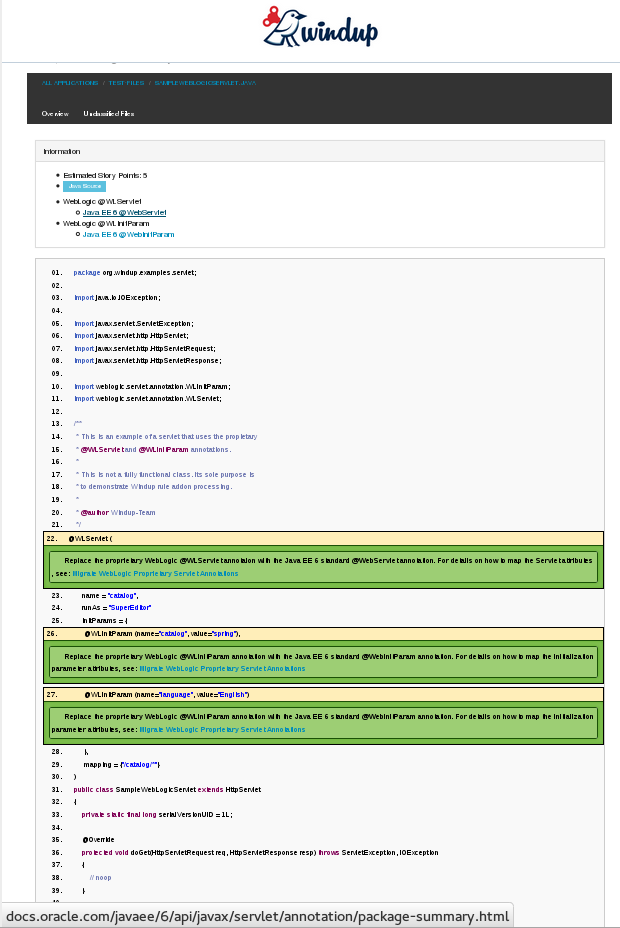 windup
ALL APPLICATIONS / TEST-FILES / SAMPLEWEBLOGICSERVLET.JAVA
Overview Unclassified Files
Information
Estimated Story Points: 5
Java Source
WebLogic @WLServlet
Java EE 6 @WebServlet
WebLogic @WLInitParam
Java EE 6 @WebInitParam
01. package org.windup.examples.servlet;
02.
03. import java.io.IOException;
04.
05. import javax.servlet.ServletException;
06. import javax.servlet.http.HttpServlet;
07. import javax.servlet.http.HttpServletRequest;
08. import javax.servlet.http.HttpServletResponse;
09.
10. import weblogic.servlet.annotation.WLInitParam;
11. import weblogic.servlet.annotation.WLServlet;
12.
13. /**
14. * This is an example of a servlet that uses the proprietary
15. * @WLServlet and @WLInitParam annotations.
16. *
17. * This is not a fully functional class. Its sole purpose is
18. * to demonstrate Windup rule addon processing.
19. *
20. * @author Windup-Team
21. */
22. @WLServlet (
Replace the proprietary WebLogic @WLServlet annotation with the Java EE 6 standard @WebServlet annotation. For details on how to map the Servlet attributes
, see: Migrate WebLogic Proprietary Servlet Annotations
23. name = "catalog",
24. runAs = "SuperEditor"
25. initParams = {
26. @WLInitParam (name="catalog", value="spring"),
Replace the proprietary WebLogic @WLInitParam annotation with the Java EE 6 standard @WebInitParam annotation. For details on how to map the initialization
parameter attributes, see: Migrate WebLogic Proprietary Servlet Annotations
27. @WLInitParam (name="language", value="English")
Replace the proprietary WebLogic @WLInitParam annotation with the Java EE 6 standard @WebInitParam annotation. For details on how to map the initialization
parameter attributes, see: Migrate WebLogic Proprietary Servlet Annotations
28. },
29. mapping = {"/catalog/*"}
30. )
31. public class SampleWebLogicServlet extends HttpServlet
32. {
33. private static final long serialVersionUID = 1L;
34.
35. @Override
36. protected void doGet(HttpServletRequest req, HttpServletResponse resp) throws ServletException, IOException
37. {
38. // noop
39. }
docs.oracle.com/javaee/6/api/javax/servlet/annotation/package-summary.html